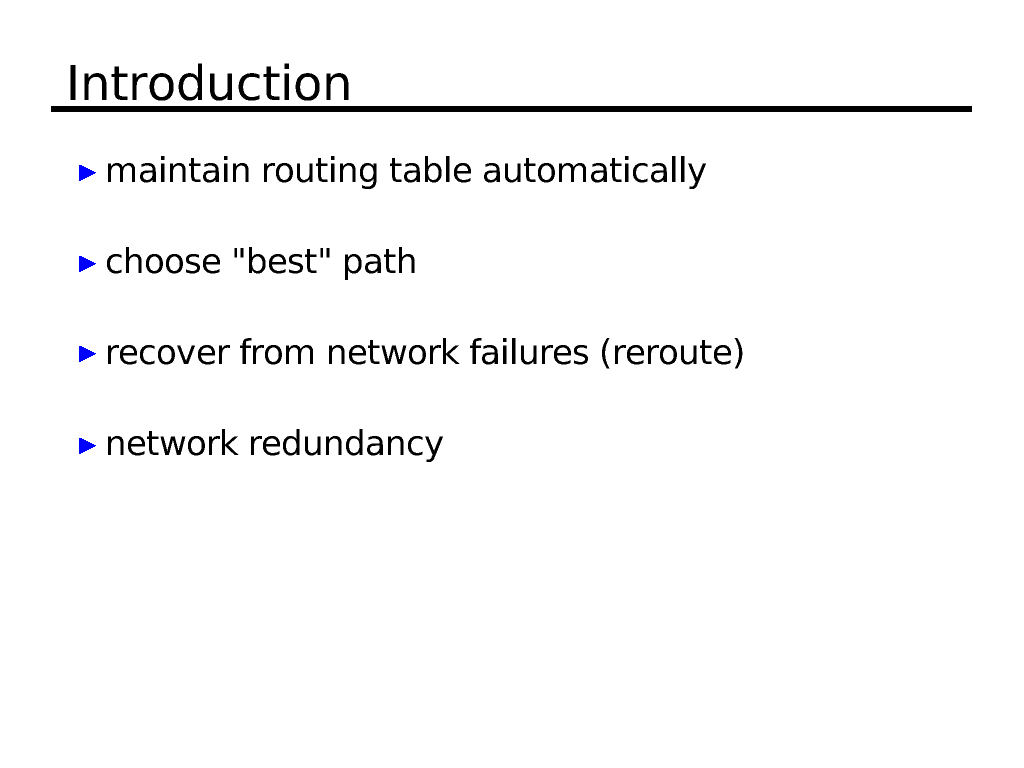 Introduction
maintain routing table automatically
choose "best" path
recover from network failures (reroute)
network redundancy